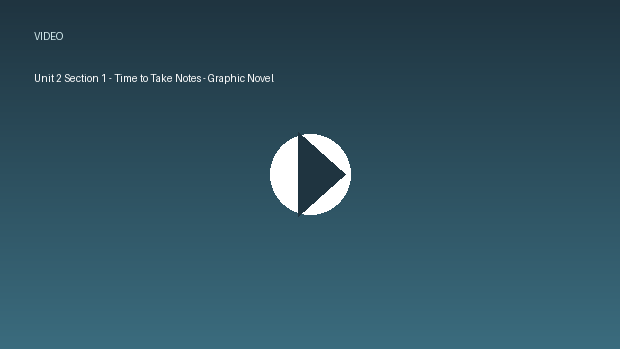 VIDEO
Unit 2 Section 1 - Time to Take Notes - Graphic Novel